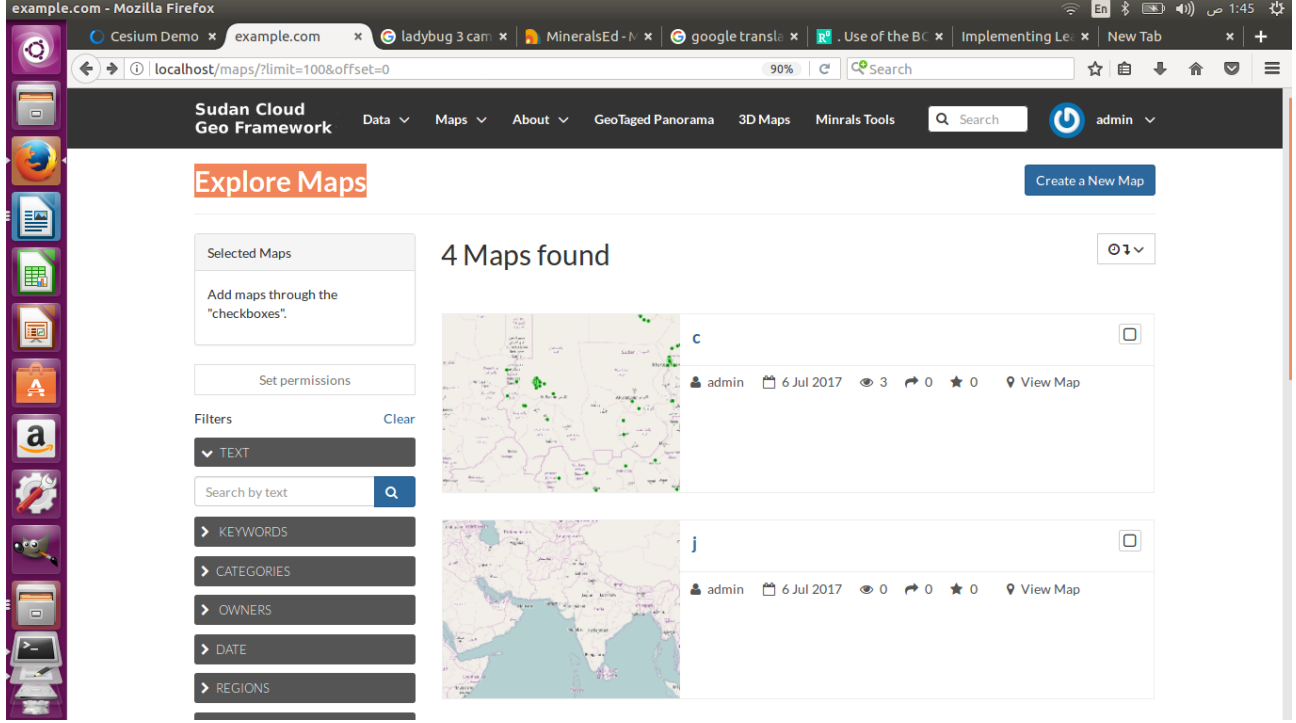 example.com - Mozilla Firefox
En
1:45 ص
Cesium Demo
example.com
ladybug 3 cam
MineralsEd - M
google transla
R⁶ . Use of the BC
Implementing Lea
New Tab
localhost/maps/?limit=100&offset=0
90%
Search
Sudan Cloud
Geo Framework
Data
Maps
About
GeoTaged Panorama
3D Maps
Minrals Tools
Search
admin
Explore Maps
Create a New Map
Selected Maps
4 Maps found
Add maps through the
"checkboxes".
c
admin 6 Jul 2017 3 0 0 View Map
Set permissions
Filters
Clear
TEXT
Search by text
KEYWORDS
j
CATEGORIES
admin 6 Jul 2017 0 0 0 View Map
OWNERS
DATE
REGIONS